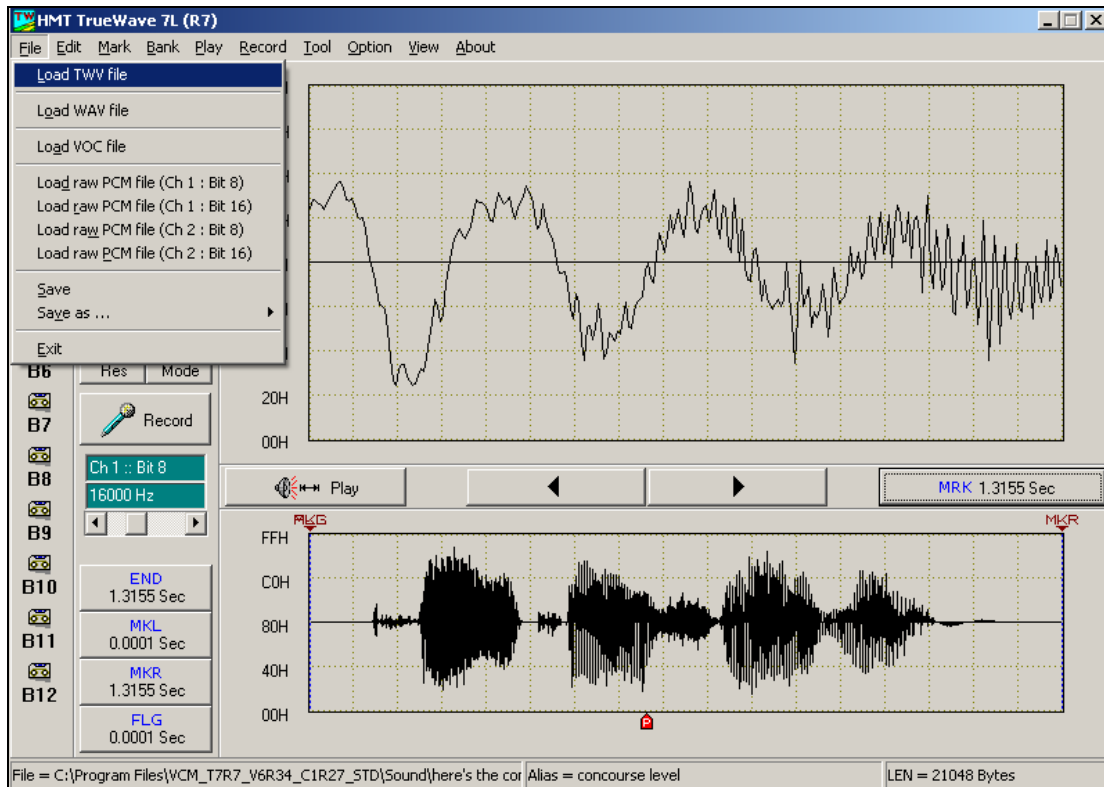 HMT TrueWave 7L (R7)
File Edit Mark Bank Play Record Tool Option View About
Load TWV file
Load WAV file
Load VOC file
Load raw PCM file (Ch 1 : Bit 8)
Load raw PCM file (Ch 1 : Bit 16)
Load raw PCM file (Ch 2 : Bit 8)
Load raw PCM file (Ch 2 : Bit 16)
Save
Save as ...
Exit
B6
Res Mode
20H
00H
B7
Record
B8
Ch 1 :: Bit 8
16000 Hz
Play
MRK 1.3155 Sec
B9
MKR
FFH
C0H
80H
40H
00H
B10
END
1.3155 Sec
B11
MKL
0.0001 Sec
B12
MKR
1.3155 Sec
FLG
0.0001 Sec
P
File = C:\Program Files\VCM_T7R7_V6R34_C1R27_STD\Sound\here's the cor
Alias = concourse level
LEN = 21048 Bytes